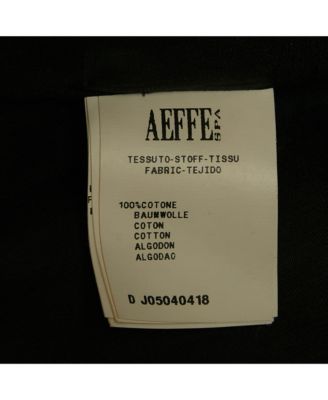 AEFFE SPA
TESSUTO-STOFF-TISSU
FABRIC-TEJIDO
100%COTONE
BAUMWOLLE
COTON
COTTON
ALGODON
ALGODAO
D J05040418